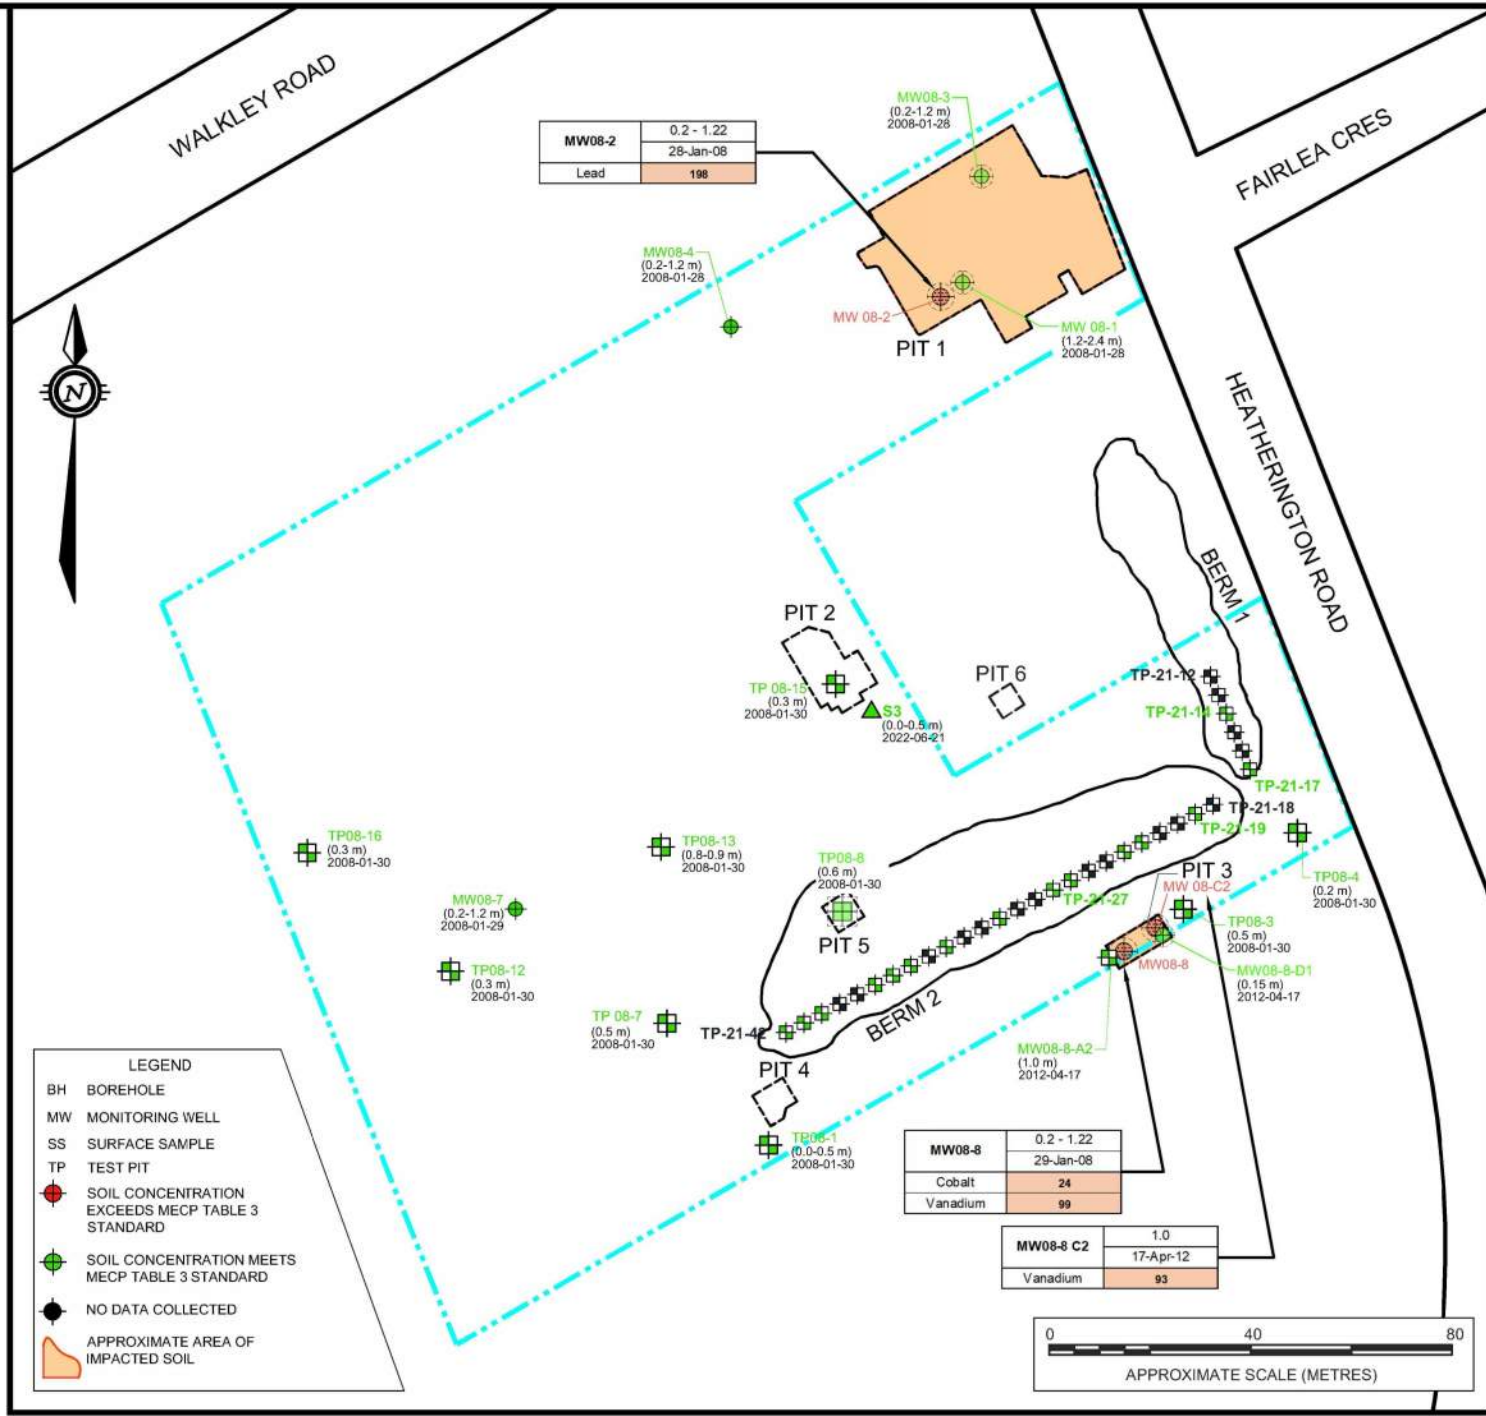 WALKLEY ROAD
FAIRLEA CRES
HEATHERINGTON ROAD
MW08-2
0.2 - 1.22
28-Jan-08
Lead
198
MW08-3
(0.2-1.2 m)
2008-01-28
MW08-4
(0.2-1.2 m)
2008-01-28
MW 08-2
PIT 1
MW 08-1
(1.2-2.4 m)
2008-01-28
N
BERM 1
PIT 2
TP 08-15
(0.3 m)
2008-01-30
S3
(0.0-0.5 m)
2022-06-21
PIT 6
TP-21-12
TP-21-14
TP-21-17
TP-21-18
TP-21-19
TP-21-27
TP08-16
(0.3 m)
2008-01-30
TP08-13
(0.8-0.9 m)
2008-01-30
TP08-8
(0.6 m)
2008-01-30
PIT 5
PIT 3
MW 08-C2
TP08-4
(0.2 m)
2008-01-30
TP08-3
(0.5 m)
2008-01-30
MW08-7
(0.2-1.2 m)
2008-01-29
TP08-12
(0.3 m)
2008-01-30
MW08-8
MW08-8-D1
(0.15 m)
2012-04-17
TP 08-7
(0.5 m)
2008-01-30
TP-21-42
BERM 2
MW08-8-A2
(1.0 m)
2012-04-17
PIT 4
TP08-1
(0.0-0.5 m)
2008-01-30
MW08-8
0.2 - 1.22
29-Jan-08
Cobalt
24
Vanadium
99
MW08-8 C2
1.0
17-Apr-12
Vanadium
93
LEGEND
BH BOREHOLE
MW MONITORING WELL
SS SURFACE SAMPLE
TP TEST PIT
SOIL CONCENTRATION
EXCEEDS MECP TABLE 3
STANDARD
SOIL CONCENTRATION MEETS
MECP TABLE 3 STANDARD
NO DATA COLLECTED
APPROXIMATE AREA OF
IMPACTED SOIL
0 40 80
APPROXIMATE SCALE (METRES)